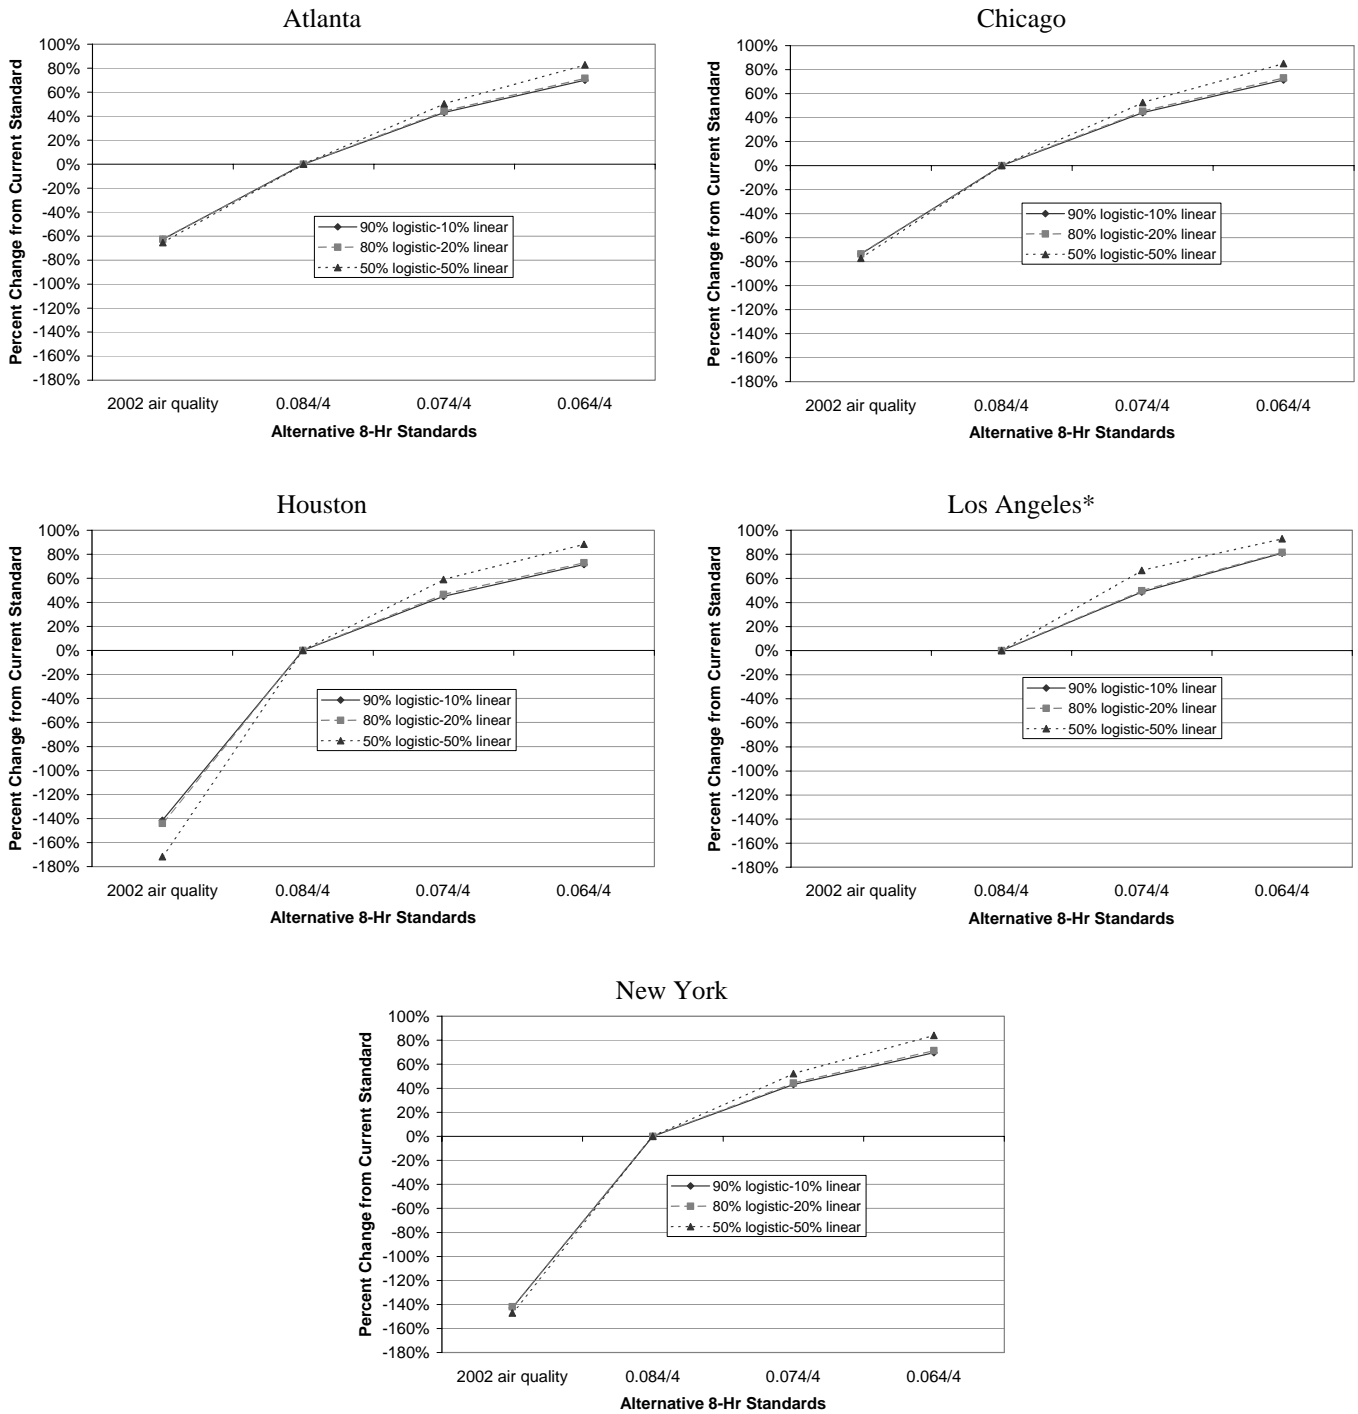 Atlanta
100%
80%
60%
40%
20%
0%
-20%
-40%
-60%
-80%
-100%
-120%
-140%
-160%
-180%
Percent Change from Current Standard
90% logistic-10% linear
80% logistic-20% linear
50% logistic-50% linear
2002 air quality 0.084/4 0.074/4 0.064/4
Alternative 8-Hr Standards
Chicago
100%
80%
60%
40%
20%
0%
-20%
-40%
-60%
-80%
-100%
-120%
-140%
-160%
-180%
Percent Change from Current Standard
90% logistic-10% linear
80% logistic-20% linear
50% logistic-50% linear
2002 air quality 0.084/4 0.074/4 0.064/4
Alternative 8-Hr Standards
Houston
100%
80%
60%
40%
20%
0%
-20%
-40%
-60%
-80%
-100%
-120%
-140%
-160%
-180%
Percent Change from Current Standard
90% logistic-10% linear
80% logistic-20% linear
50% logistic-50% linear
2002 air quality 0.084/4 0.074/4 0.064/4
Alternative 8-Hr Standards
Los Angeles*
100%
80%
60%
40%
20%
0%
-20%
-40%
-60%
-80%
-100%
-120%
-140%
-160%
-180%
Percent Change from Current Standard
90% logistic-10% linear
80% logistic-20% linear
50% logistic-50% linear
2002 air quality 0.084/4 0.074/4 0.064/4
Alternative 8-Hr Standards
New York
100%
80%
60%
40%
20%
0%
-20%
-40%
-60%
-80%
-100%
-120%
-140%
-160%
-180%
Percent Change from Current Standard
90% logistic-10% linear
80% logistic-20% linear
50% logistic-50% linear
2002 air quality 0.084/4 0.074/4 0.064/4
Alternative 8-Hr Standards